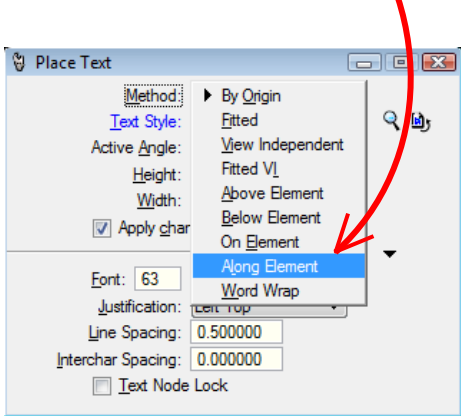 Place Text
Method: By Origin
Text Style: Fitted
Active Angle: View Independent
Height: Fitted VI
Width: Above Element
Apply char Below Element
On Element
Along Element
Font: 63 Word Wrap
Justification: Left Top
Line Spacing: 0.500000
Interchar Spacing: 0.000000
Text Node Lock